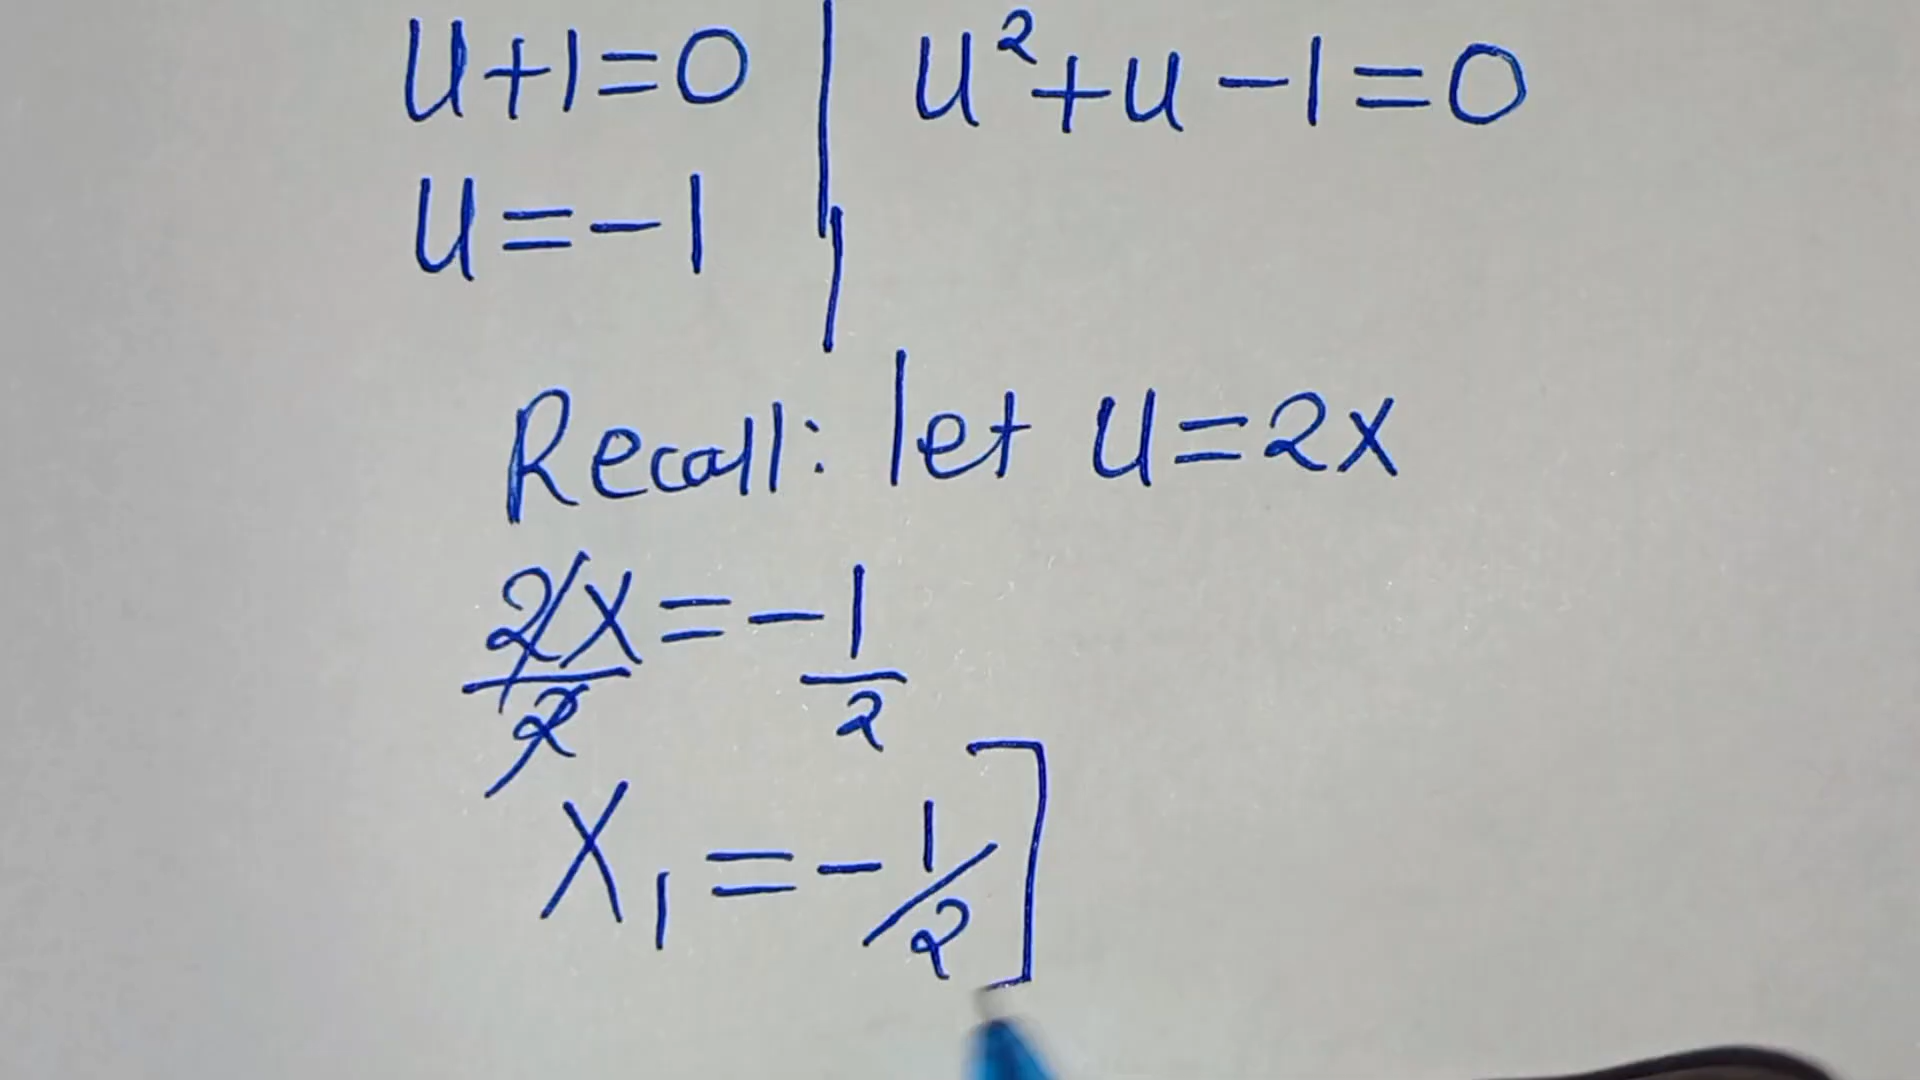 u+1=0 | u²+u-1=0
u=-1
Recall: let u=2x
2x/2=-1/2
X₁=-1/2]